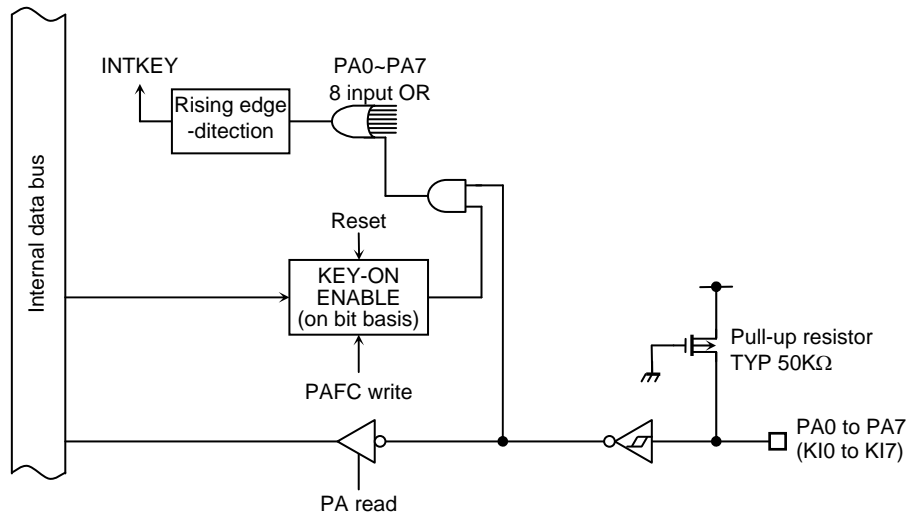 INTKEY
PA0~PA7
8 input OR
Rising edge
-ditection
Internal data bus
Reset
KEY-ON
ENABLE
(on bit basis)
PAFC write
Pull-up resistor
TYP 50KΩ
PA0 to PA7
(KI0 to KI7)
PA read